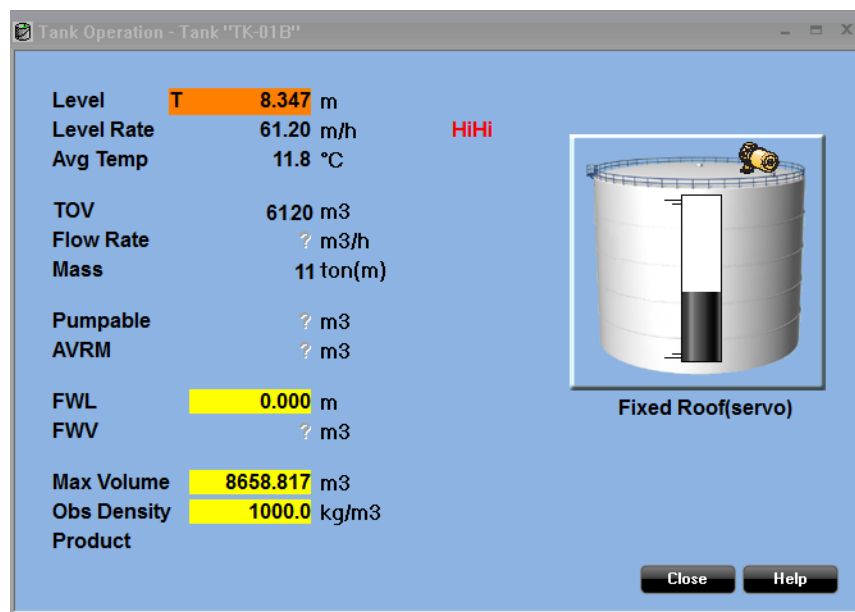 Tank Operation - Tank "TK-01B"
Level T 8.347 m
Level Rate 61.20 m/h HiHi
Avg Temp 11.8 °C
TOV 6120 m3
Flow Rate ? m3/h
Mass 11 ton(m)
Pumpable ? m3
AVRM ? m3
FWL 0.000 m
FWV ? m3
Fixed Roof(servo)
Max Volume 8658.817 m3
Obs Density 1000.0 kg/m3
Product
Close Help